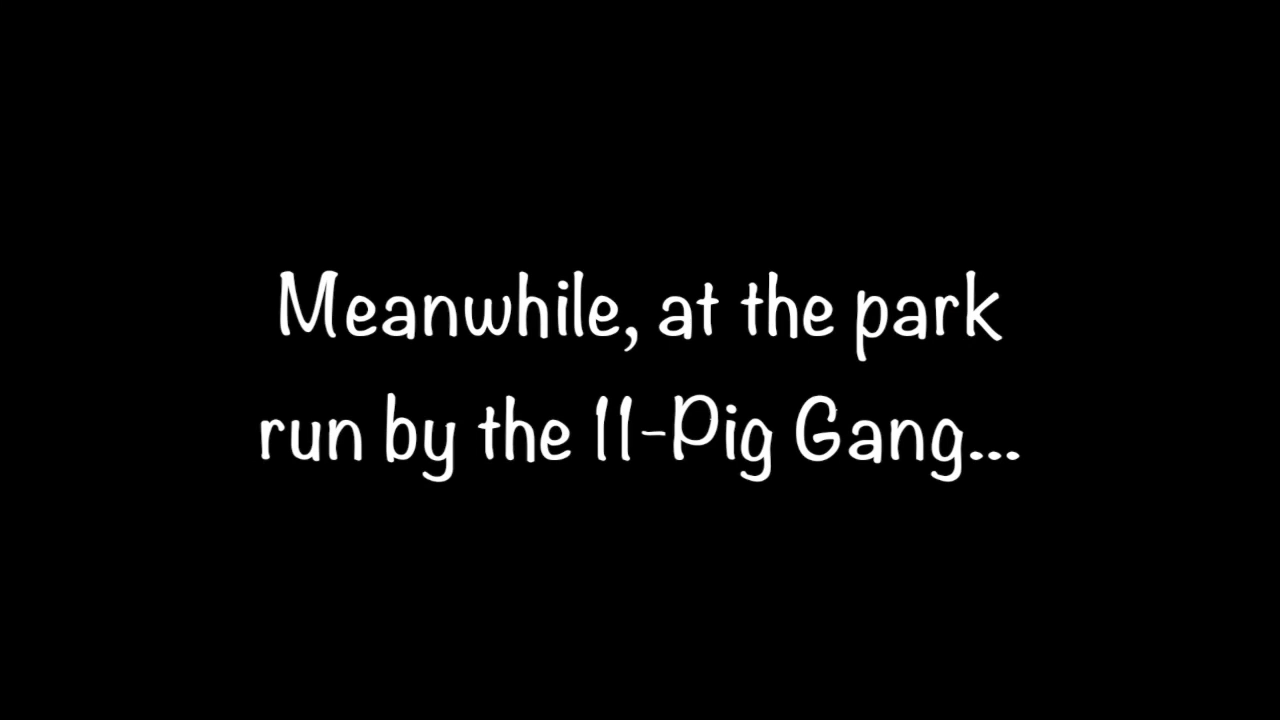 Meanwhile, at the park
run by the 11-Pig Gang...